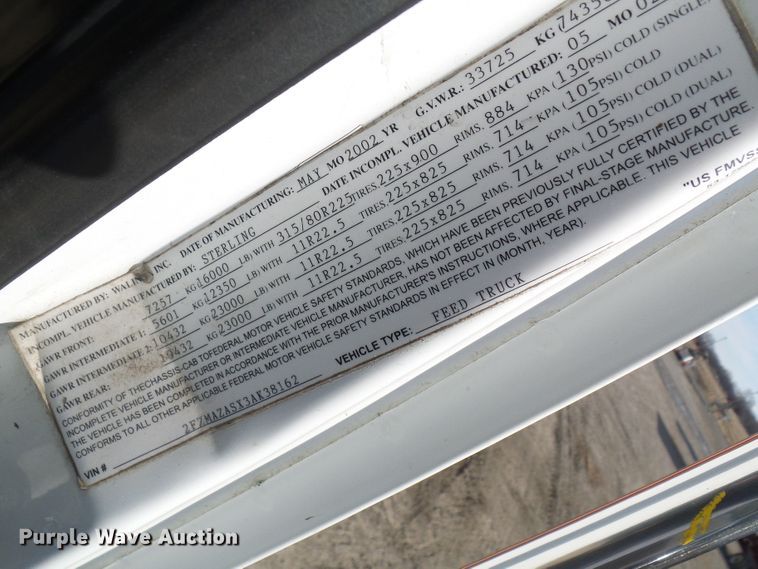 MANUFACTURED BY: WALIN INC. DATE OF MANUFACTURING: MAY MO 2002 YR G.V.W.R.: 33725 KG 7435
INCOMPL. VEHICLE MANUFACTURED BY: STERLING DATE INCOMPL. VEHICLE MANUFACTURED: 05 MO 02
GAWR FRONT: 7257 KG 16000 LB) WITH 315/80R225 TIRES, 225x900 RIMS, 884 KPA (130 PSI) COLD (SINGLE)
GAWR INTERMEDIATE 1: 5601 KG 12350 LB) WITH 11R22.5 TIRES, 225x825 RIMS, 714 KPA (105 PSI) COLD (DUAL)
GAWR INTERMEDIATE 2: 10432 KG 23000 LB) WITH 11R22.5 TIRES, 225x825 RIMS, 714 KPA (105 PSI) COLD (DUAL)
GAWR REAR: 10432 KG 23000 LB) WITH 11R22.5 TIRES, 225x825 RIMS, 714 KPA (105 PSI) COLD (DUAL)
CONFORMITY OF THECHASSIS-CAB TOFEDERAL MOTOR VEHICLE SAFETY STANDARDS, WHICH HAVE BEEN PREVIOUSLY FULLY CERTIFIED BY THE
INCOMPLETE VEHICLE MANUFACTURER OR INTERMEDIATE VEHICLE MANUFACTURER, HAS NOT BEEN AFFECTED BY FINAL-STAGE MANUFACTURE.
THE VEHICLE HAS BEEN COMPLETED IN ACCORDANCE WITH THE PRIOR MANUFACTURER'S INSTRUCTIONS, WHERE APPLICABLE. THIS VEHICLE
CONFORMS TO ALL OTHER APPLICABLE FEDERAL MOTOR VEHICLE SAFETY STANDARDS IN EFFECT IN (MONTH, YEAR).
"US FMVSS
VIN # 2FZMAZASX3AK38162 VEHICLE TYPE: FEED TRUCK
Purple Wave Auction